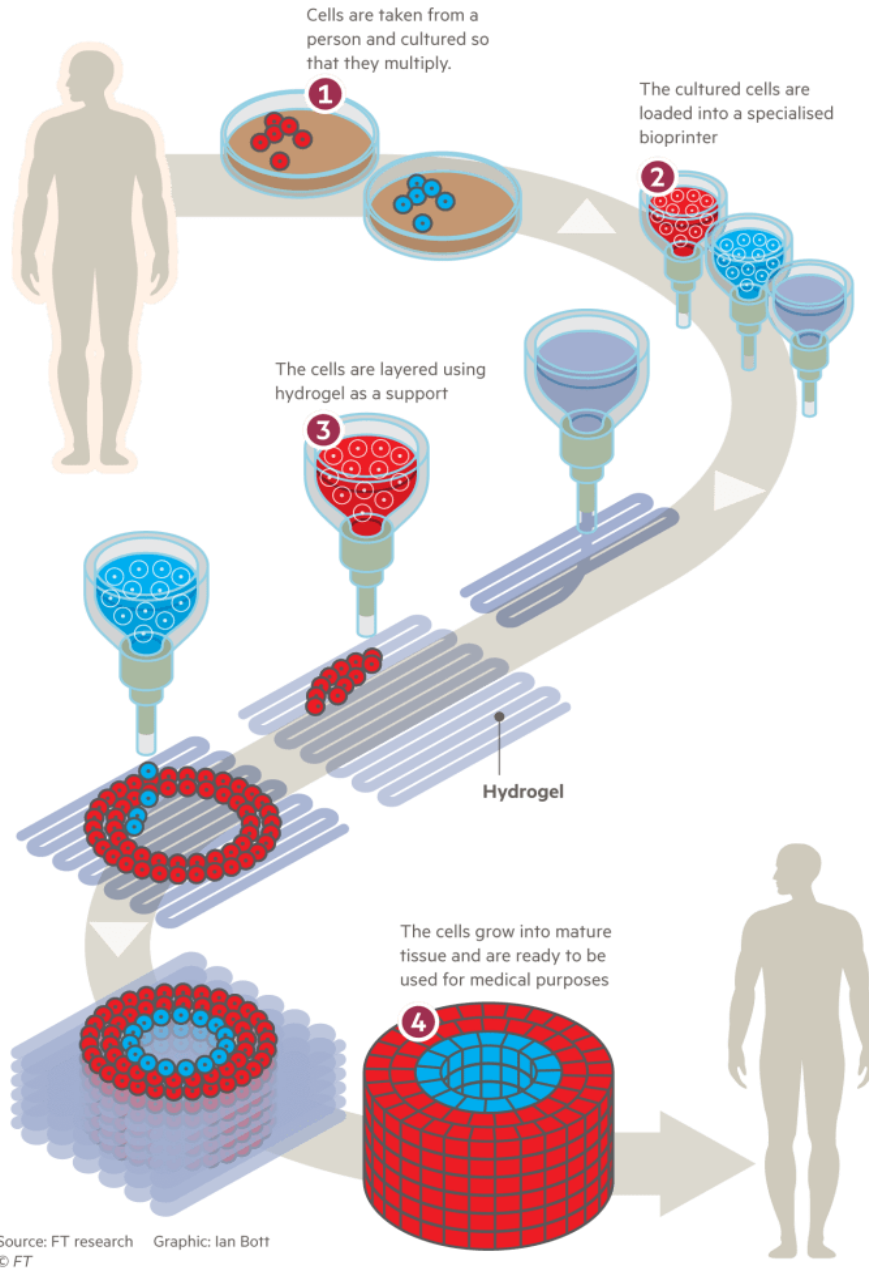 Cells are taken from a
person and cultured so
that they multiply.
1
The cultured cells are
loaded into a specialised
bioprinter
2
The cells are layered using
hydrogel as a support
3
Hydrogel
The cells grow into mature
tissue and are ready to be
used for medical purposes
4
Source: FT research Graphic: Ian Bott
© FT